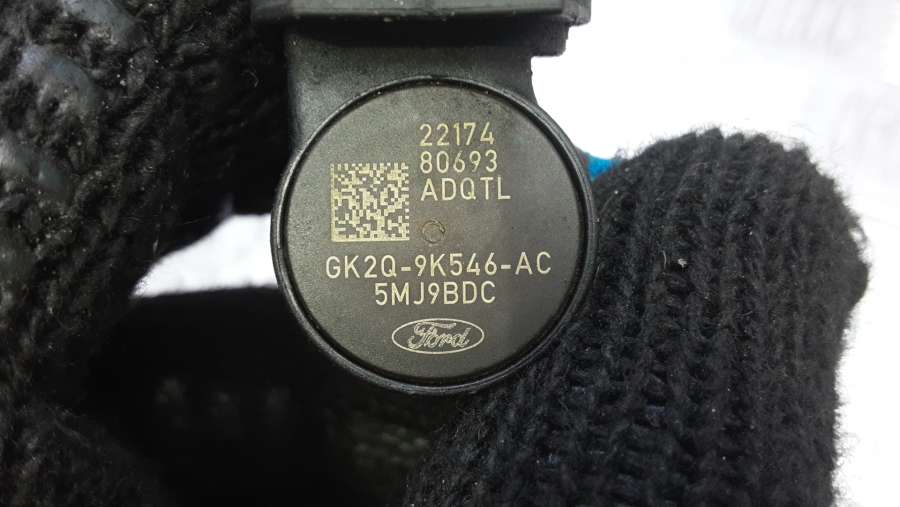 22174
80693
ADQTL
GK2Q-9K546-AC
5MJ9BDC
Ford